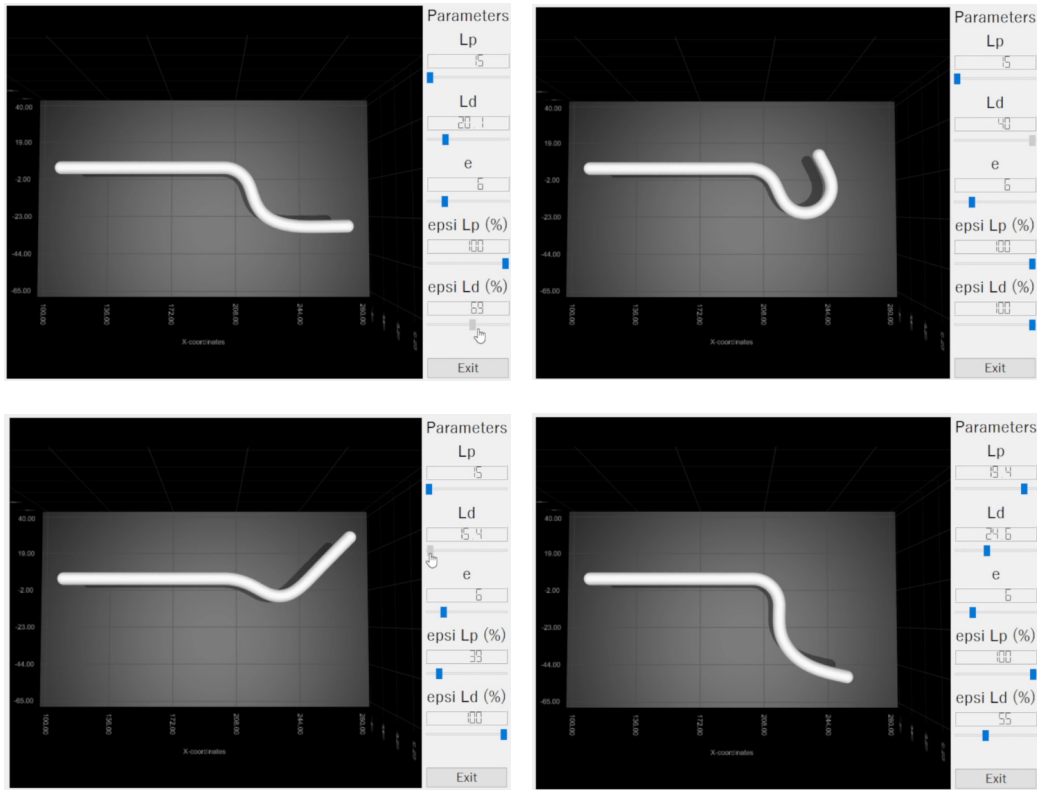 40.00
19.00
-2.00
-23.00
-44.00
-65.00
100.00 136.00 172.00 208.00 244.00 280.00
X-coordinates
Parameters
Lp
15
Ld
20.1
e
6
epsi Lp (%)
100
epsi Ld (%)
69
Exit
40.00
19.00
-2.00
-23.00
-44.00
-65.00
100.00 136.00 172.00 208.00 244.00 280.00
X-coordinates
Parameters
Lp
15
Ld
40
e
6
epsi Lp (%)
100
epsi Ld (%)
100
Exit
40.00
19.00
-2.00
-23.00
-44.00
-65.00
100.00 136.00 172.00 208.00 244.00 280.00
X-coordinates
Parameters
Lp
15
Ld
15.4
e
6
epsi Lp (%)
39
epsi Ld (%)
100
Exit
40.00
19.00
-2.00
-23.00
-44.00
-65.00
100.00 136.00 172.00 208.00 244.00 280.00
X-coordinates
Parameters
Lp
19.4
Ld
24.6
e
6
epsi Lp (%)
100
epsi Ld (%)
55
Exit